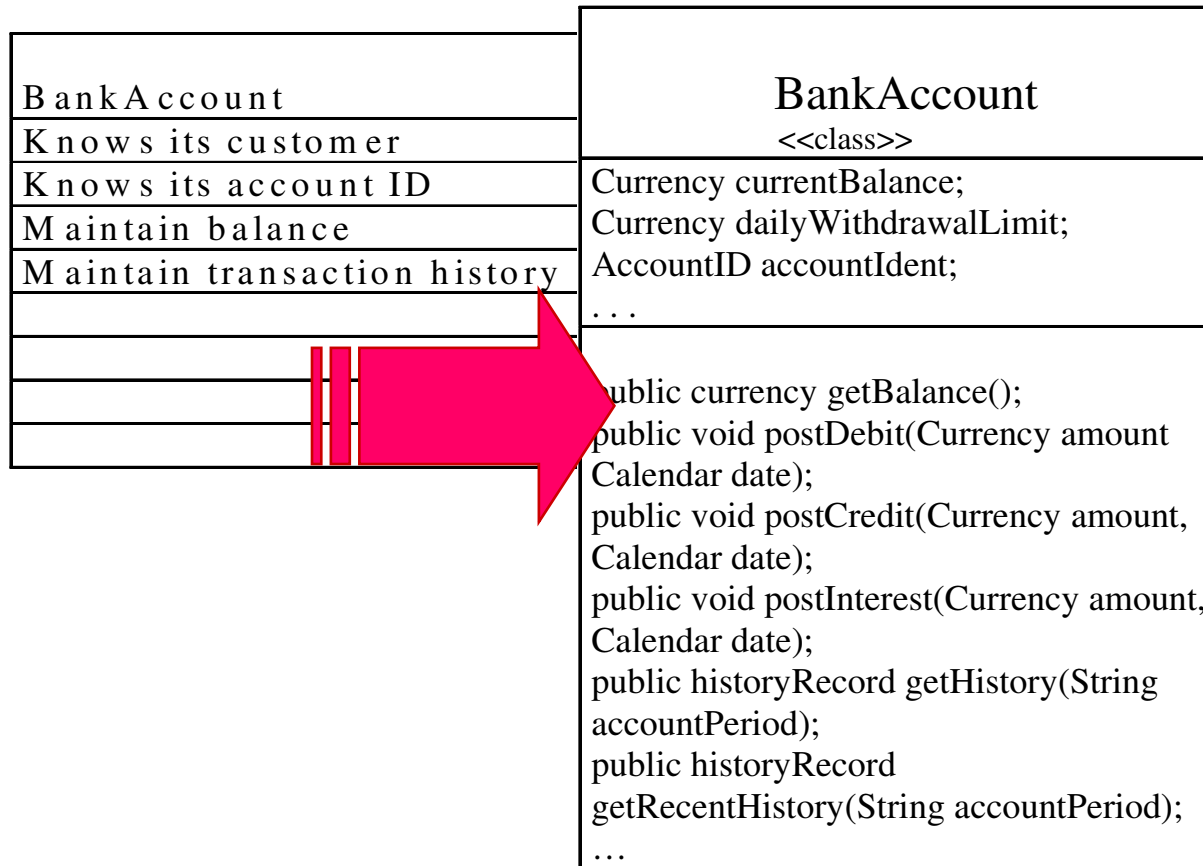 BankAccount
Knows its customer
Knows its account ID
Maintain balance
Maintain transaction history
BankAccount
<<class>>
Currency currentBalance;
Currency dailyWithdrawalLimit;
AccountID accountIdent;
. . .
public currency getBalance();
public void postDebit(Currency amount
Calendar date);
public void postCredit(Currency amount,
Calendar date);
public void postInterest(Currency amount,
Calendar date);
public historyRecord getHistory(String
accountPeriod);
public historyRecord
getRecentHistory(String accountPeriod);
…